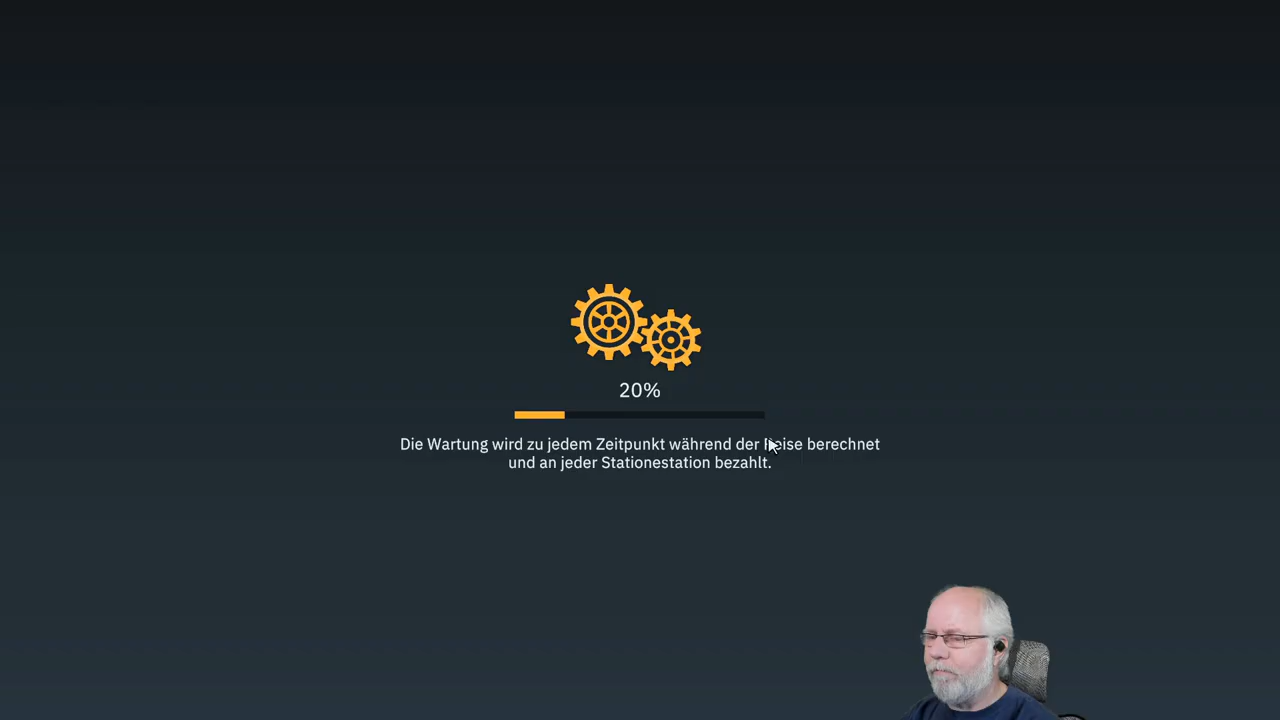 20%
Die Wartung wird zu jedem Zeitpunkt während der Reise berechnet
und an jeder Stationestation bezahlt.